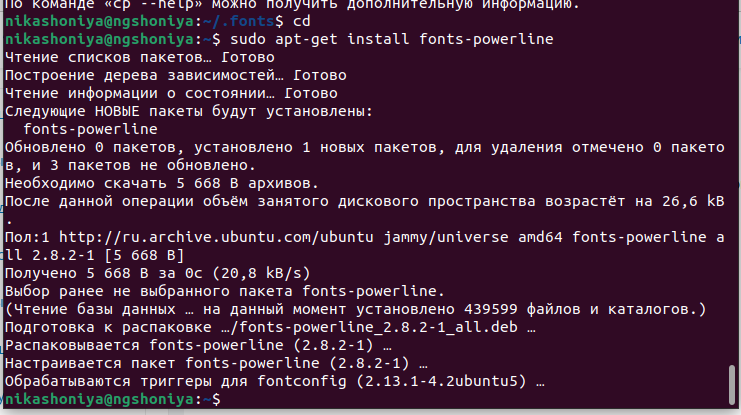 По команде «cp --help» можно получить дополнительную информацию.
nikashoniya@ngshoniya:~/.fonts$ cd
nikashoniya@ngshoniya:~$ sudo apt-get install fonts-powerline
Чтение списков пакетов… Готово
Построение дерева зависимостей… Готово
Чтение информации о состоянии… Готово
Следующие НОВЫЕ пакеты будут установлены:
  fonts-powerline
Обновлено 0 пакетов, установлено 1 новых пакетов, для удаления отмечено 0 пакето
в, и 3 пакетов не обновлено.
Необходимо скачать 5 668 B архивов.
После данной операции объём занятого дискового пространства возрастёт на 26,6 kB
.
Пол:1 http://ru.archive.ubuntu.com/ubuntu jammy/universe amd64 fonts-powerline a
ll 2.8.2-1 [5 668 B]
Получено 5 668 B за 0с (20,8 kB/s)
Выбор ранее не выбранного пакета fonts-powerline.
(Чтение базы данных … на данный момент установлено 439599 файлов и каталогов.)
Подготовка к распаковке …/fonts-powerline_2.8.2-1_all.deb …
Распаковывается fonts-powerline (2.8.2-1) …
Настраивается пакет fonts-powerline (2.8.2-1) …
Обрабатываются триггеры для fontconfig (2.13.1-4.2ubuntu5) …
nikashoniya@ngshoniya:~$